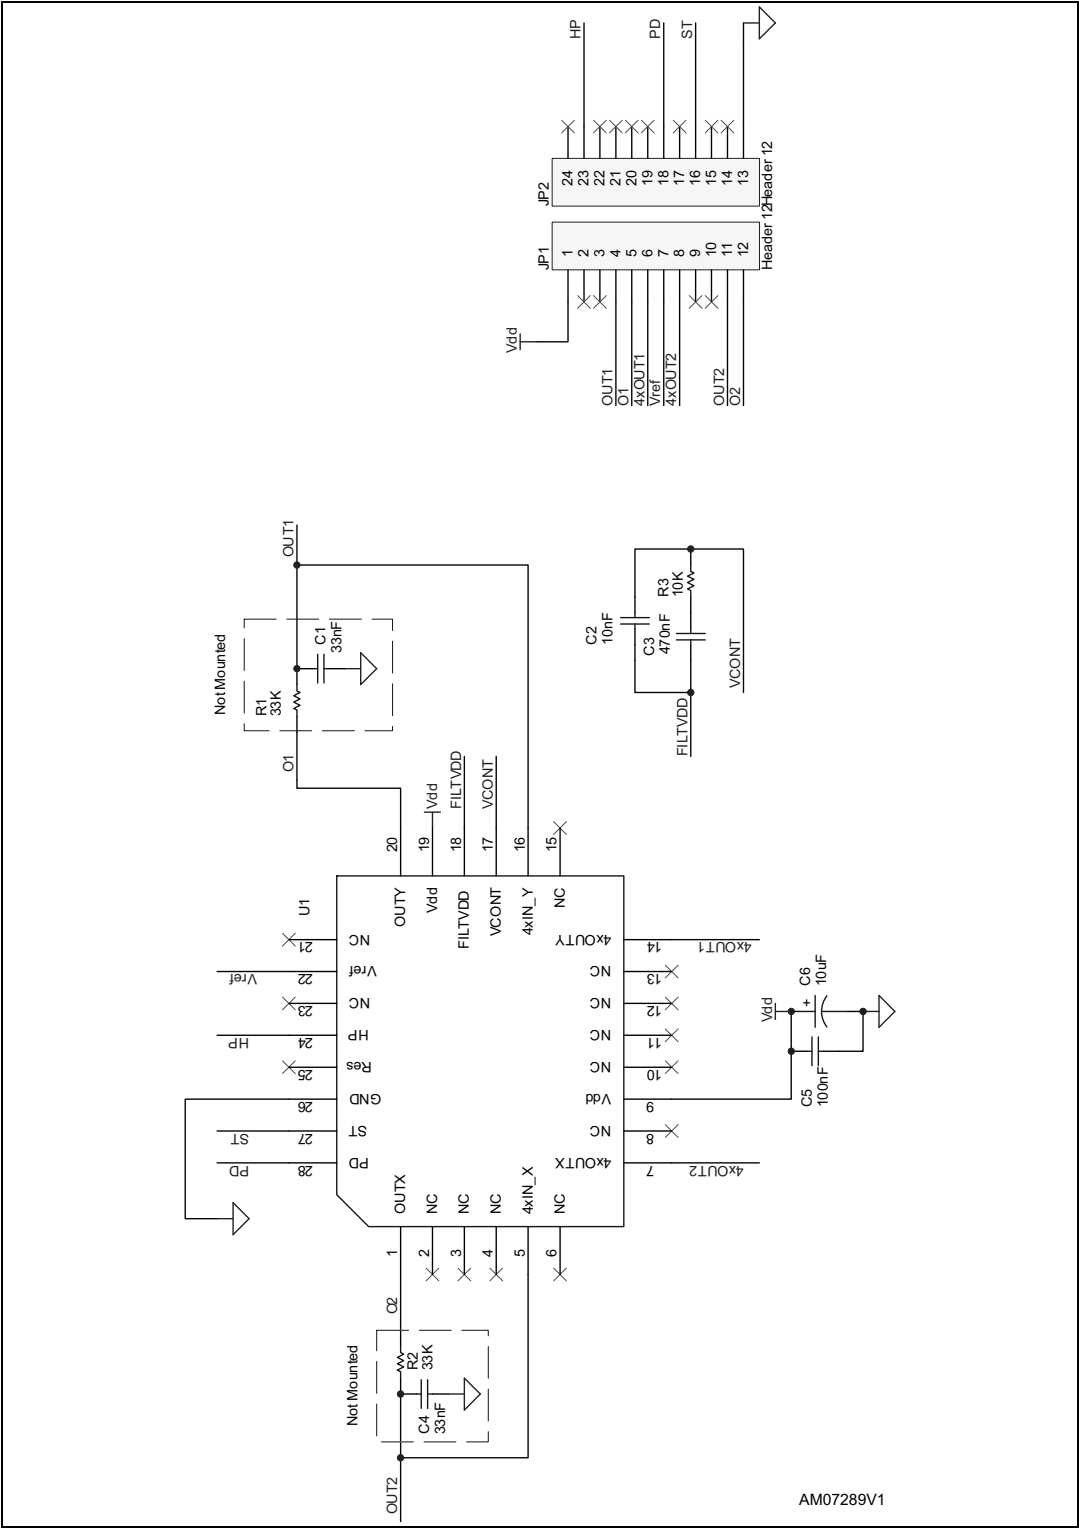 HP
PD
ST
JP2
24
23
22
21
20
19
18
17
16
15
14
13
Header 12
JP1
1
2
3
4
5
6
7
8
9
10
11
12
Header 12
Vdd
OUT1
O1
4xOUT1
Vref
4xOUT2
OUT2
O2
OUT1
Not Mounted
C1
33nF
R1
33K
O1
C2
10nF
C3
470nF
R3
10K
VCONT
FILTVDD
Vdd
FILTVDD
VCONT
20
19
18
17
16
15
U1
OUTY
Vdd
FILTVDD
VCONT
4xIN_Y
NC
21
NC
22
Vref
Vref
23
NC
24
HP
HP
25
Res
26
GND
27
ST
ST
28
PD
PD
4xOUTY
14
4xOUT1
NC
13
NC
12
NC
11
NC
10
Vdd
9
NC
8
4xOUTX
7
4xOUT2
Vdd
+
C6
10uF
C5
100nF
OUTX
NC
NC
NC
4xIN_X
NC
1
2
3
4
5
6
O2
Not Mounted
R2
33K
C4
33nF
OUT2
AM07289V1